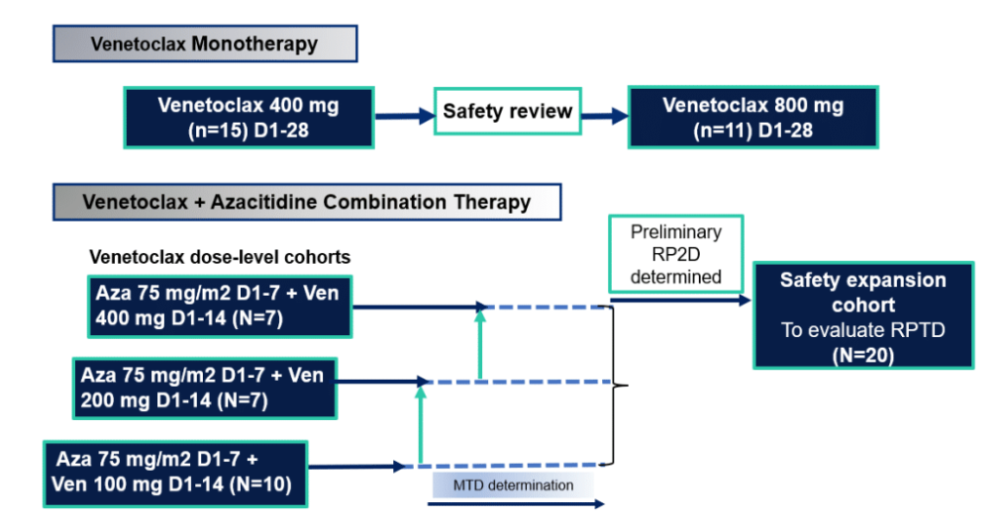 Venetoclax Monotherapy
Venetoclax 400 mg
(n=15) D1-28
Safety review
Venetoclax 800 mg
(n=11) D1-28
Venetoclax + Azacitidine Combination Therapy
Venetoclax dose-level cohorts
Aza 75 mg/m2 D1-7 + Ven
400 mg D1-14 (N=7)
Aza 75 mg/m2 D1-7 + Ven
200 mg D1-14 (N=7)
Aza 75 mg/m2 D1-7 +
Ven 100 mg D1-14 (N=10)
MTD determination
Preliminary
RP2D
determined
Safety expansion
cohort
To evaluate RPTD
(N=20)